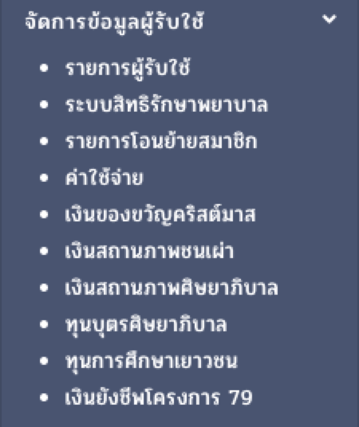 จัดการข้อมูลผู้รับใช้
รายการผู้รับใช้
ระบบสิทธิรักษาพยาบาล
รายการโอนย้ายสมาชิก
ค่าใช้จ่าย
เงินของขวัญคริสต์มาส
เงินสถานภาพชนเผ่า
เงินสถานภาพศิษยาภิบาล
ทุนบุตรศิษยาภิบาล
ทุนการศึกษาเยาวชน
เงินยังชีพโครงการ 79